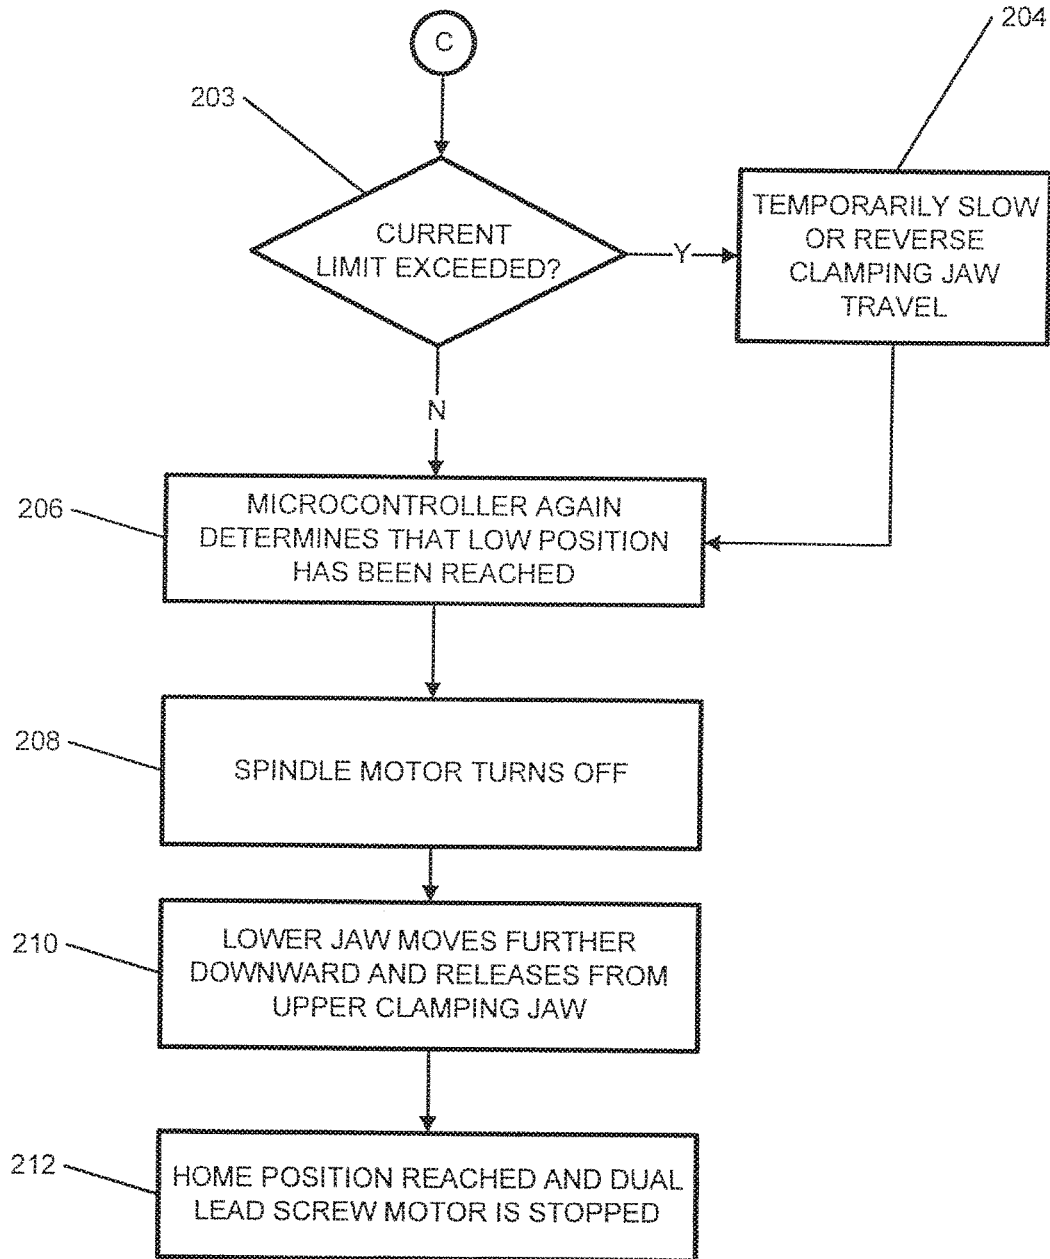 C
204
203
CURRENT
LIMIT EXCEEDED?
Y
TEMPORARILY SLOW
OR REVERSE
CLAMPING JAW
TRAVEL
N
206
MICROCONTROLLER AGAIN
DETERMINES THAT LOW POSITION
HAS BEEN REACHED
208
SPINDLE MOTOR TURNS OFF
210
LOWER JAW MOVES FURTHER
DOWNWARD AND RELEASES FROM
UPPER CLAMPING JAW
212
HOME POSITION REACHED AND DUAL
LEAD SCREW MOTOR IS STOPPED